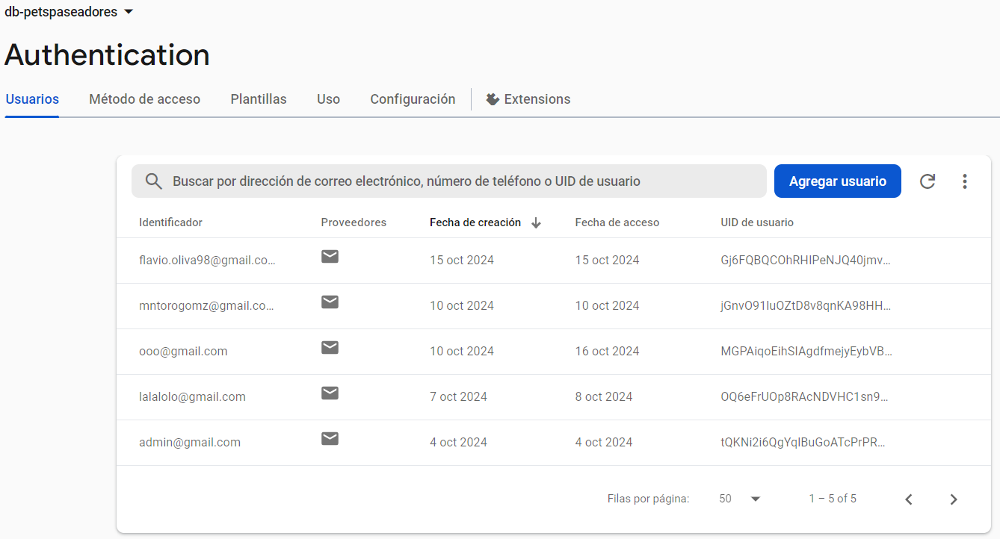 db-petspaseadores
Authentication
Usuarios Método de acceso Plantillas Uso Configuración Extensions
Buscar por dirección de correo electrónico, número de teléfono o UID de usuario Agregar usuario
Identificador Proveedores Fecha de creación Fecha de acceso UID de usuario
flavio.oliva98@gmail.co... 15 oct 2024 15 oct 2024 Gj6FQBQCOhRHIPeNJQ40jmv...
mntorogomz@gmail.co... 10 oct 2024 10 oct 2024 jGnvO91IuOZtD8v8qnKA98HH...
ooo@gmail.com 10 oct 2024 16 oct 2024 MGPAiqoEihSIAgdfmejyEybVB...
lalalolo@gmail.com 7 oct 2024 8 oct 2024 OQ6eFrUOp8RAcNDVHC1sn9...
admin@gmail.com 4 oct 2024 4 oct 2024 tQKNi2i6QgYqIBuGoATcPrPR...
Filas por página: 50 1 – 5 of 5